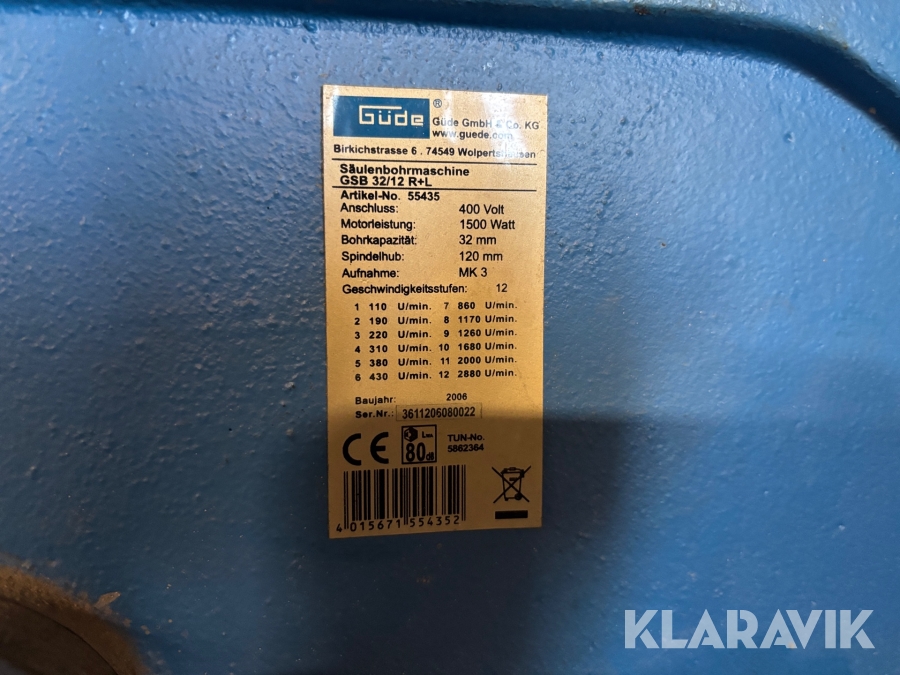 Güde ®
Güde GmbH & Co. KG
www.guede.com
Birkichstrasse 6 . 74549 Wolpertshausen
Säulenbohrmaschine
GSB 32/12 R+L
Artikel-No. 55435
Anschluss: 400 Volt
Motorleistung: 1500 Watt
Bohrkapazität: 32 mm
Spindelhub: 120 mm
Aufnahme: MK 3
Geschwindigkeitsstufen: 12
1 110 U/min. 7 860 U/min.
2 190 U/min. 8 1170 U/min.
3 220 U/min. 9 1260 U/min.
4 310 U/min. 10 1680 U/min.
5 380 U/min. 11 2000 U/min.
6 430 U/min. 12 2880 U/min.
Baujahr: 2006
Ser.Nr.: 3611206080022
CE
LWA
80 dB
TUN-No.
5862364
4 015671 554352
KLARAVIK